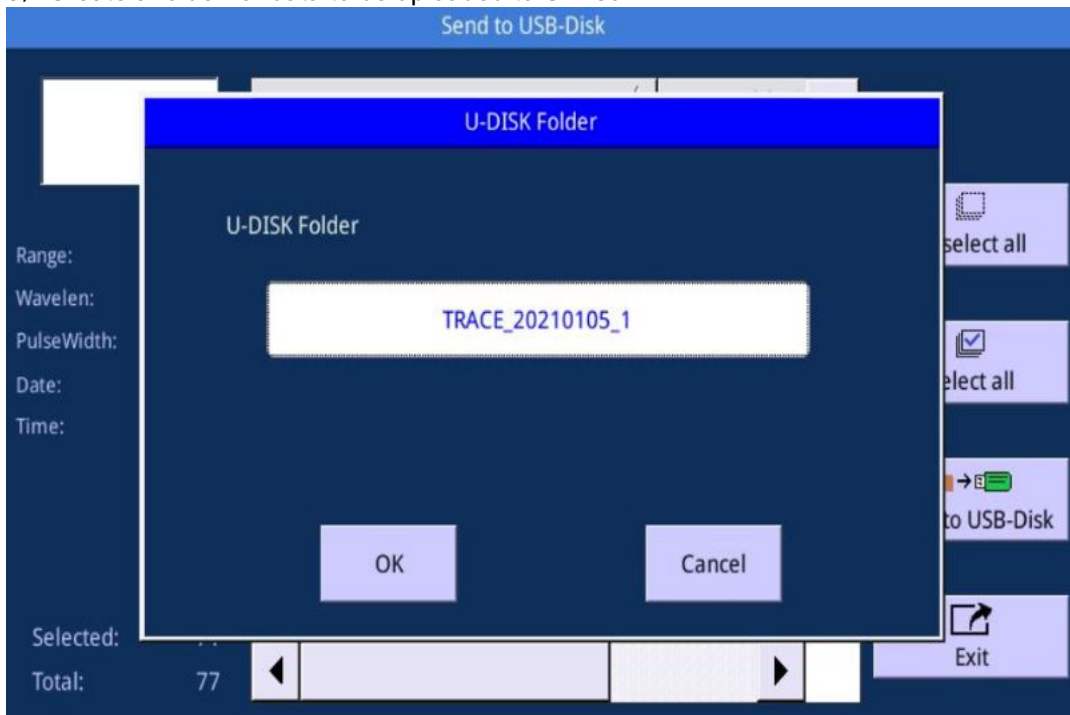 Send to USB-Disk
U-DISK Folder
U-DISK Folder
TRACE_20210105_1
OK
Cancel
Range:
Wavelen:
PulseWidth:
Date:
Time:
Selected:
Total: 77
select all
elect all
to USB-Disk
Exit